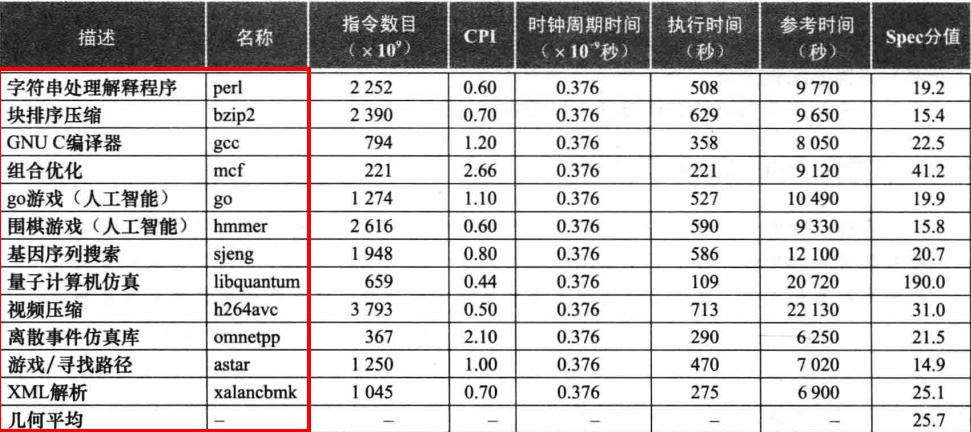 描述 名称 指令数目（×10⁹） CPI 时钟周期时间（×10⁻⁹秒） 执行时间（秒） 参考时间（秒） Spec分值
字符串处理解释程序 perl 2 252 0.60 0.376 508 9 770 19.2
块排序压缩 bzip2 2 390 0.70 0.376 629 9 650 15.4
GNU C编译器 gcc 794 1.20 0.376 358 8 050 22.5
组合优化 mcf 221 2.66 0.376 221 9 120 41.2
go游戏（人工智能） go 1 274 1.10 0.376 527 10 490 19.9
围棋游戏（人工智能） hmmer 2 616 0.60 0.376 590 9 330 15.8
基因序列搜索 sjeng 1 948 0.80 0.376 586 12 100 20.7
量子计算机仿真 libquantum 659 0.44 0.376 109 20 720 190.0
视频压缩 h264avc 3 793 0.50 0.376 713 22 130 31.0
离散事件仿真库 omnetpp 367 2.10 0.376 290 6 250 21.5
游戏/寻找路径 astar 1 250 1.00 0.376 470 7 020 14.9
XML解析 xalancbmk 1 045 0.70 0.376 275 6 900 25.1
几何平均 – – – – – – 25.7